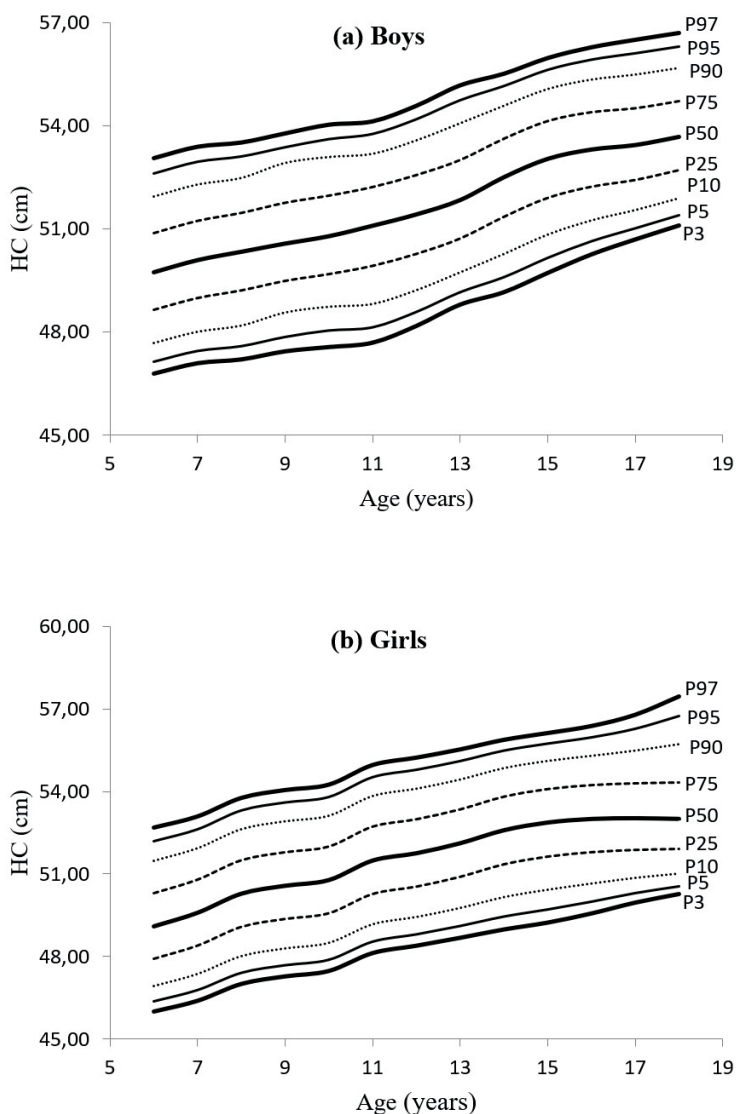 (a) Boys
57,00
54,00
51,00
48,00
45,00
HC (cm)
P97
P95
P90
P75
P50
P25
P10
P5
P3
5 7 9 11 13 15 17 19
Age (years)
(b) Girls
60,00
57,00
54,00
51,00
48,00
45,00
HC (cm)
P97
P95
P90
P75
P50
P25
P10
P5
P3
5 7 9 11 13 15 17 19
Age (years)